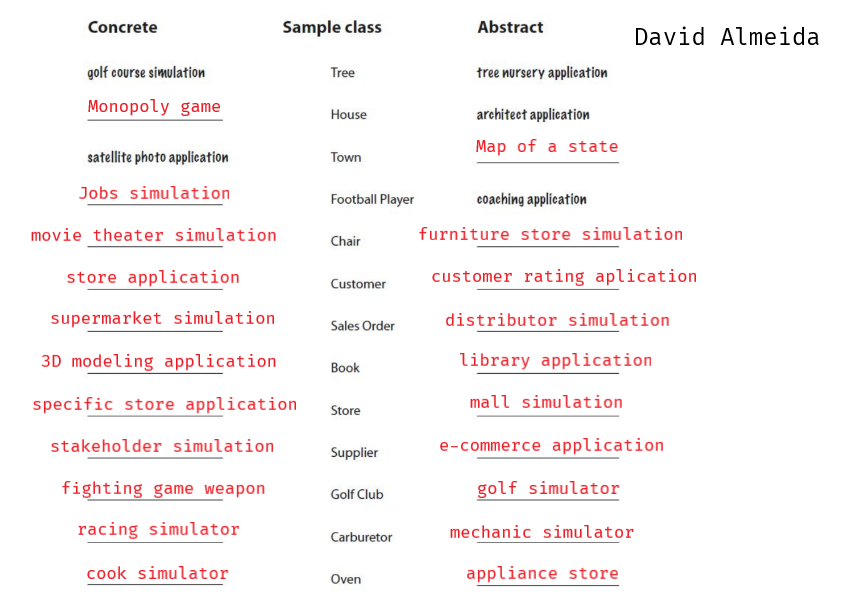 Concrete Sample class Abstract David Almeida
golf course simulation Tree tree nursery application
Monopoly game House architect application
satellite photo application Town Map of a state
Jobs simulation Football Player coaching application
movie theater simulation Chair furniture store simulation
store application Customer customer rating aplication
supermarket simulation Sales Order distributor simulation
3D modeling application Book library application
specific store application Store mall simulation
stakeholder simulation Supplier e-commerce application
fighting game weapon Golf Club golf simulator
racing simulator Carburetor mechanic simulator
cook simulator Oven appliance store